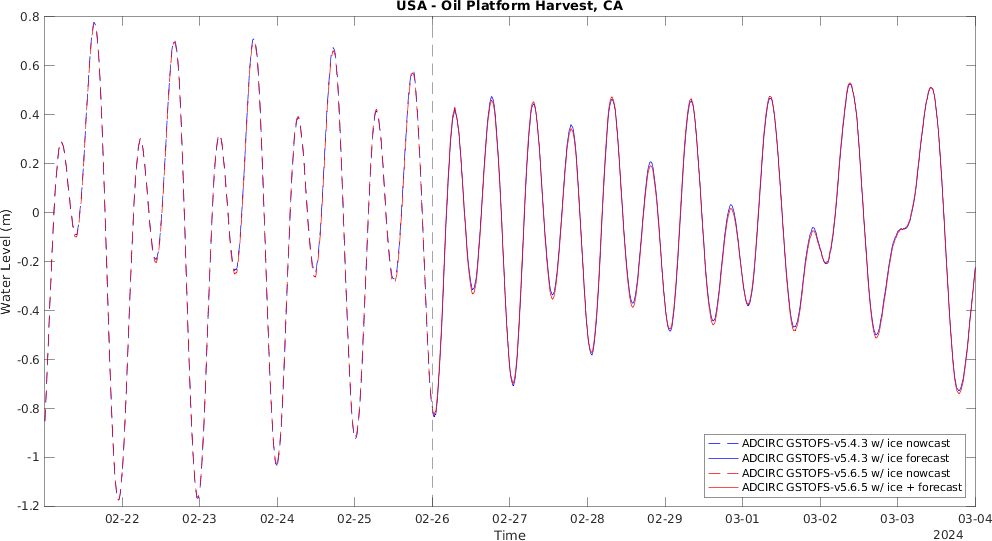 USA - Oil Platform Harvest, CA
0.8
0.6
0.4
0.2
0
-0.2
-0.4
-0.6
-0.8
-1
-1.2
Water Level (m)
ADCIRC GSTOFS-v5.4.3 w/ ice nowcast
ADCIRC GSTOFS-v5.4.3 w/ ice forecast
ADCIRC GSTOFS-v5.6.5 w/ ice nowcast
ADCIRC GSTOFS-v5.6.5 w/ ice + forecast
02-22 02-23 02-24 02-25 02-26 02-27 02-28 02-29 03-01 03-02 03-03 03-04
Time
2024